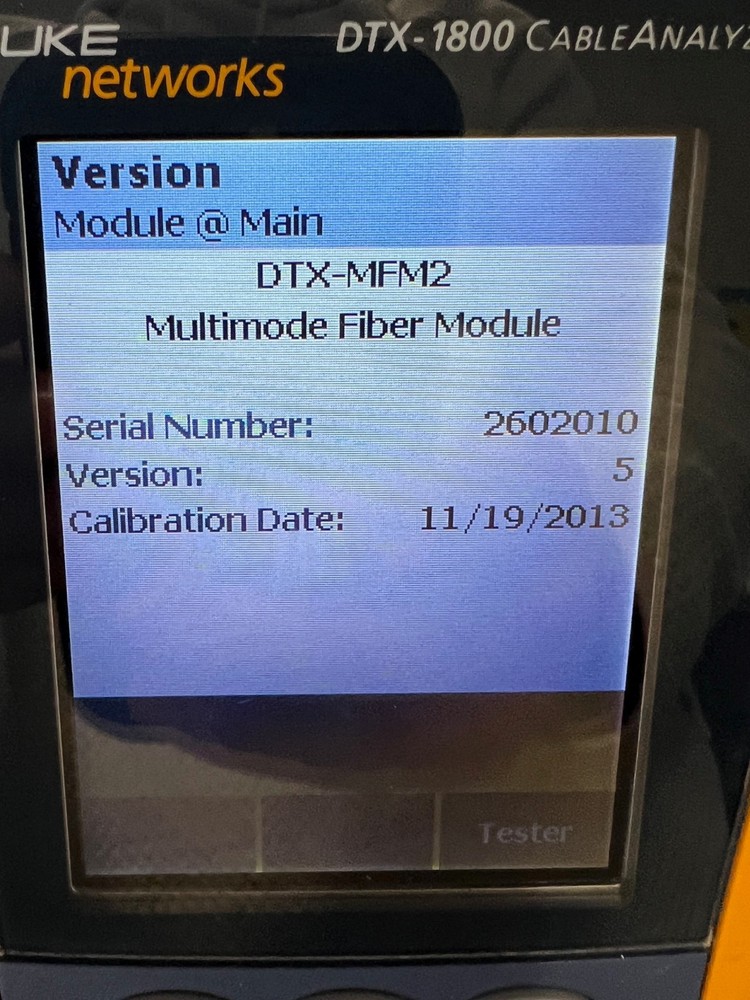 UKE
networks
DTX-1800 CABLEANALYZ
Version
Module @ Main
DTX-MFM2
Multimode Fiber Module
Serial Number: 2602010
Version: 5
Calibration Date: 11/19/2013
Tester